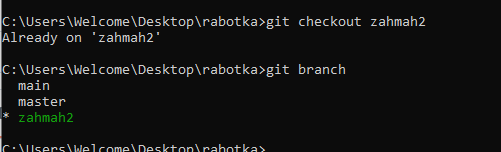 C:\Users\Welcome\Desktop\rabotka>git checkout zahmah2
Already on 'zahmah2'
C:\Users\Welcome\Desktop\rabotka>git branch
main
master
* zahmah2
C:\Users\Welcome\Desktop\rabotka>